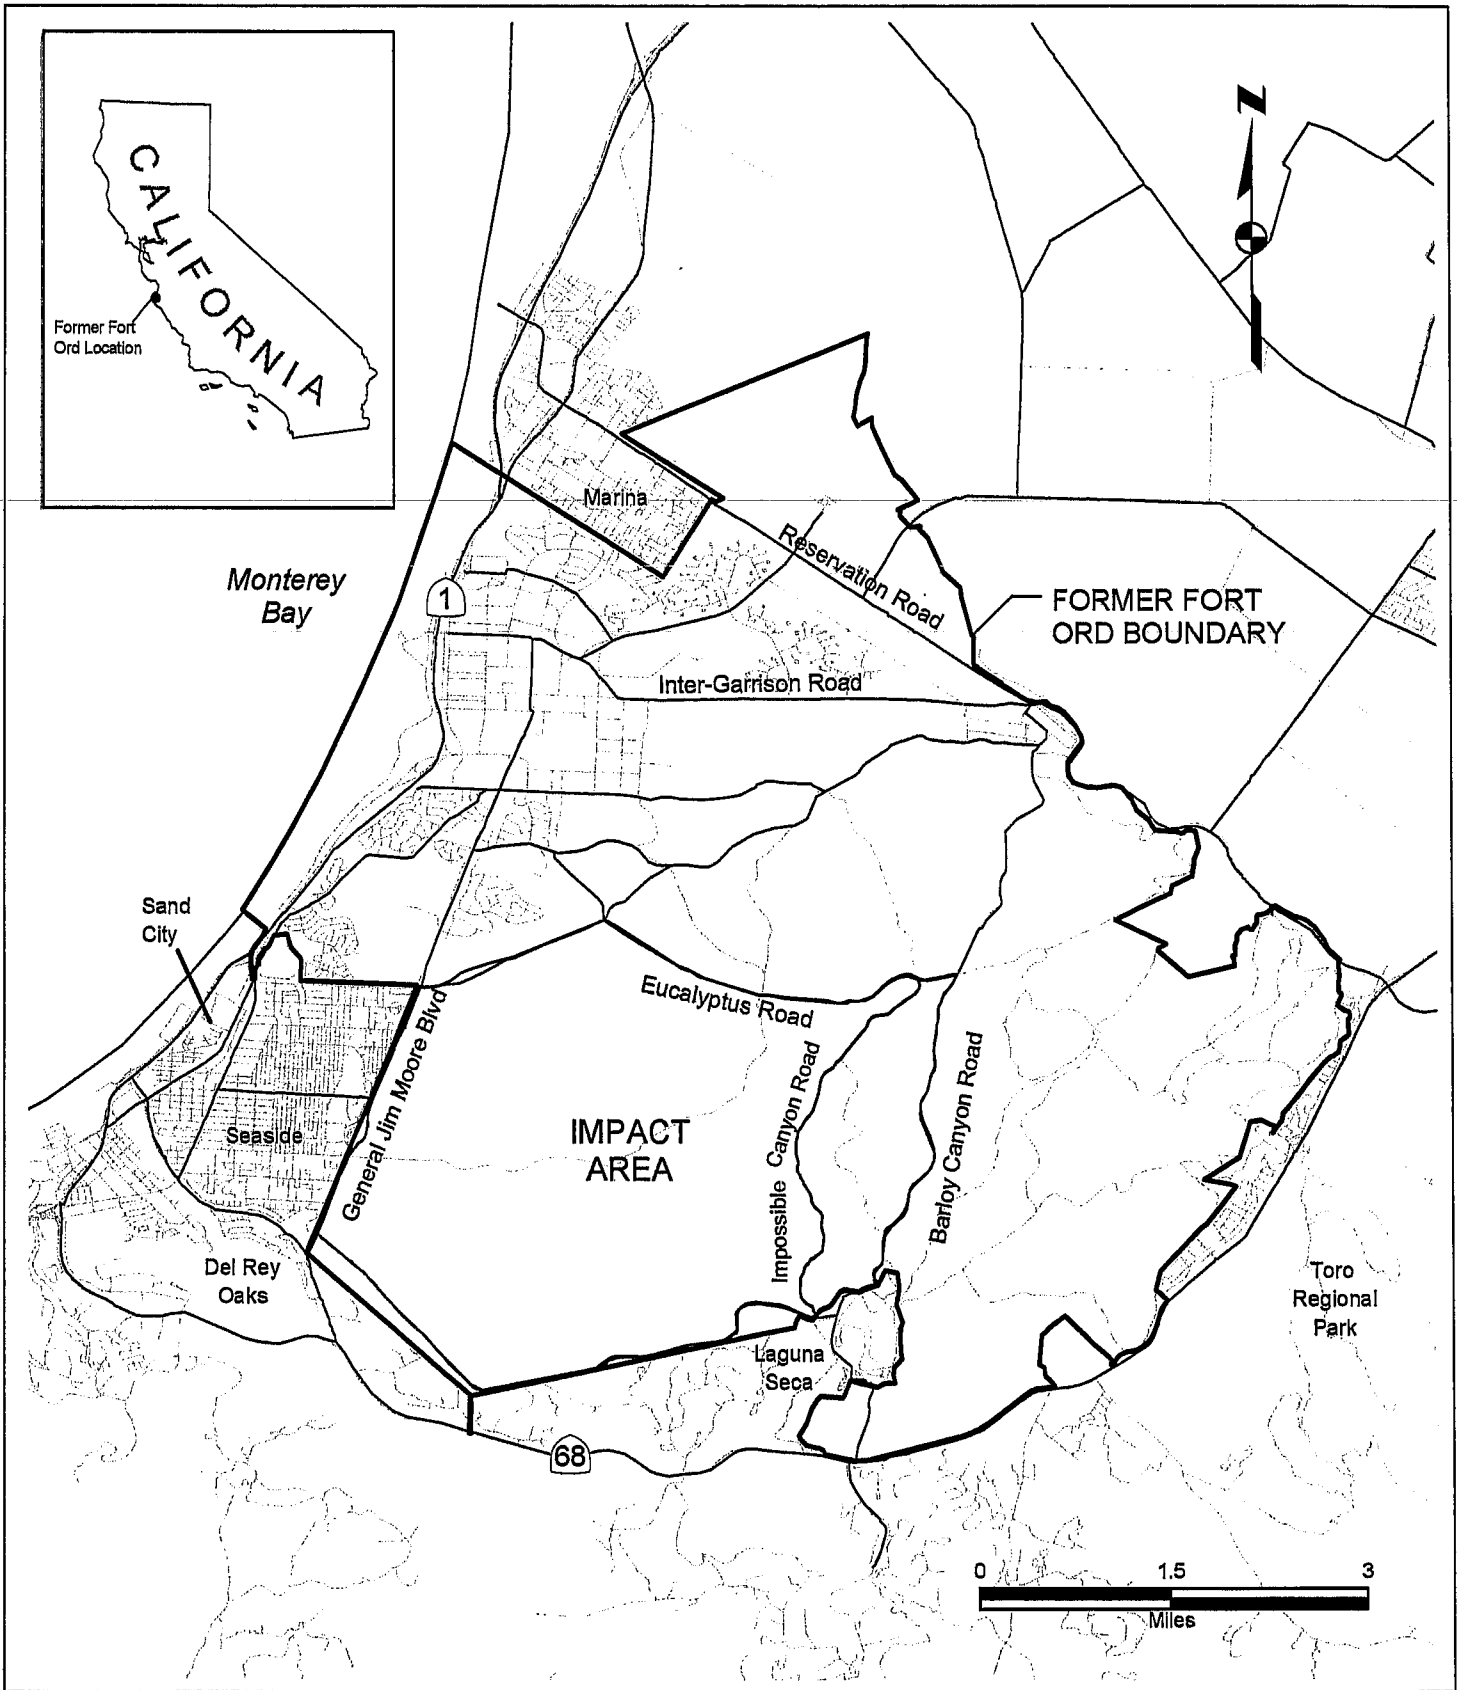 CALIFORNIA
Former Fort
Ord Location
N
Marina
Reservation Road
Monterey
Bay
1
FORMER FORT
ORD BOUNDARY
Inter-Garrison Road
Sand
City
Eucalyptus Road
General Jim Moore Blvd
Impossible Canyon Road
Barloy Canyon Road
IMPACT
AREA
Seaside
Del Rey
Oaks
Toro
Regional
Park
Laguna
Seca
68
0 1.5 3
Miles